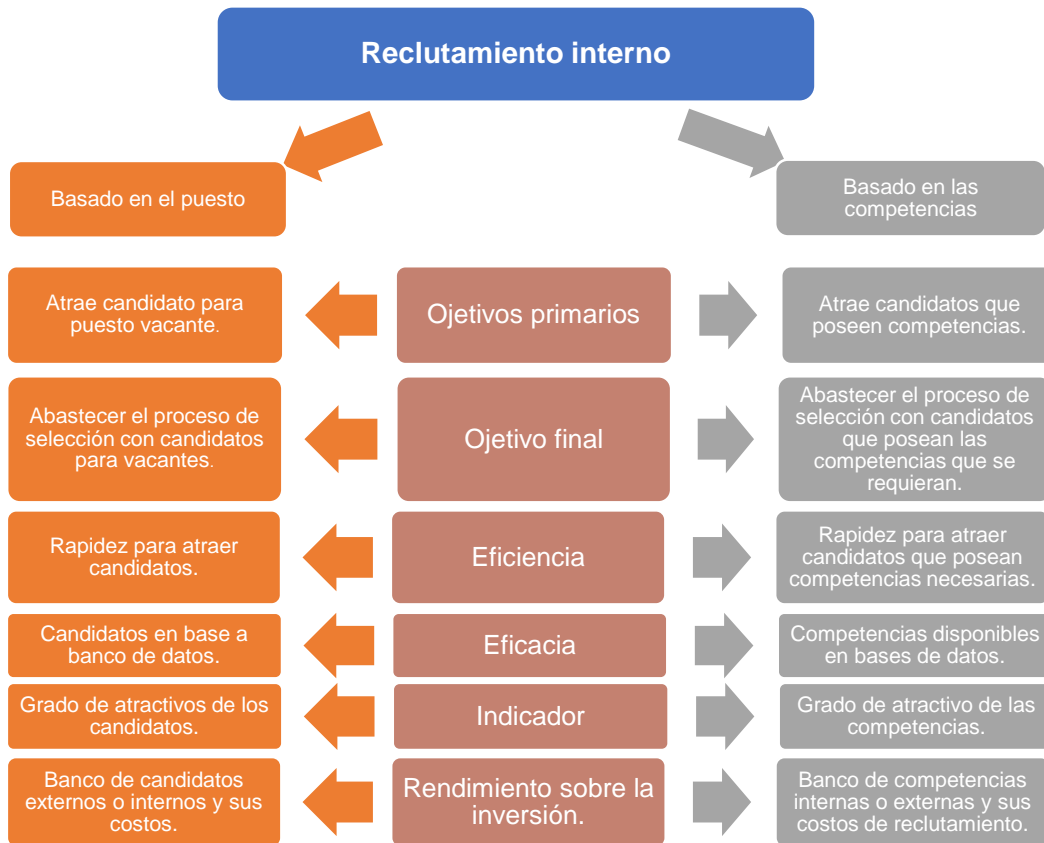 Reclutamiento interno
Basado en el puesto
Basado en las
competencias
Atrae candidato para
puesto vacante.
Ojetivos primarios
Atrae candidatos que
poseen competencias.
Abastecer el proceso de
selección con candidatos
para vacantes.
Ojetivo final
Abastecer el proceso de
selección con candidatos
que posean las
competencias que se
requieran.
Rapidez para atraer
candidatos.
Eficiencia
Rapidez para atraer
candidatos que posean
competencias necesarias.
Candidatos en base a
banco de datos.
Eficacia
Competencias disponibles
en bases de datos.
Grado de atractivos de los
candidatos.
Indicador
Grado de atractivo de las
competencias.
Banco de candidatos
externos o internos y sus
costos.
Rendimiento sobre la
inversión.
Banco de competencias
internas o externas y sus
costos de reclutamiento.